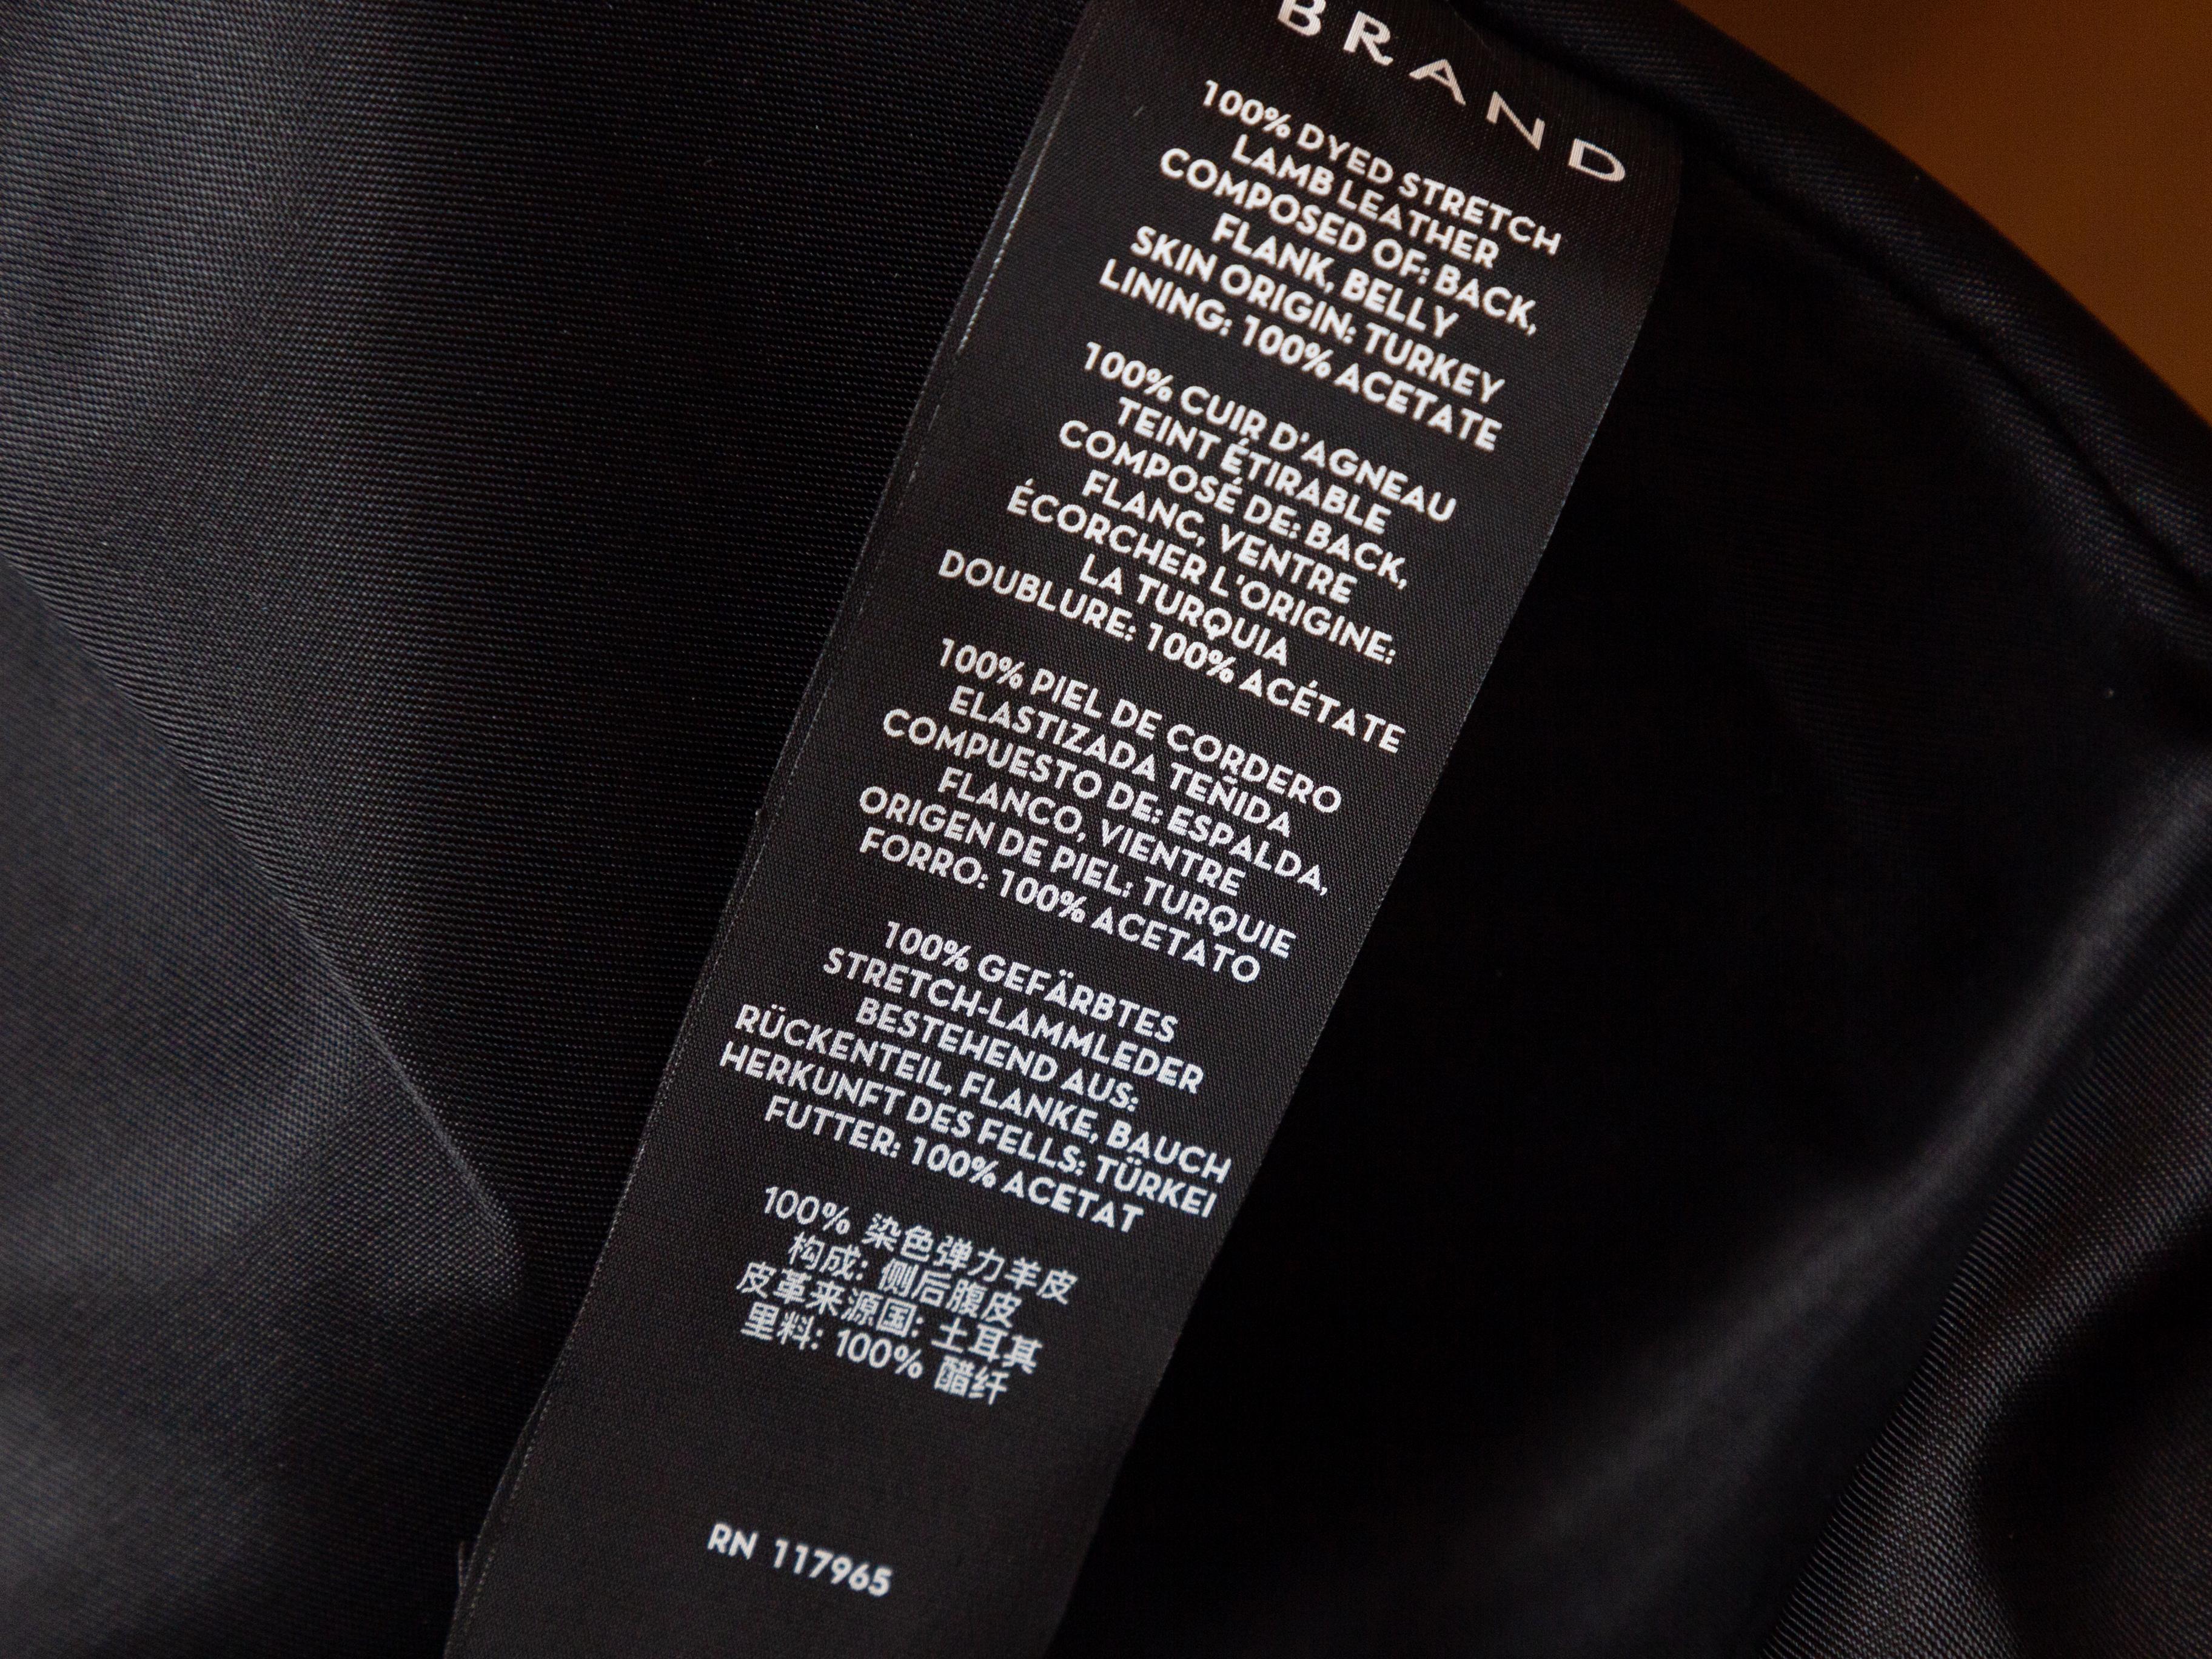 BRAND
100% DYED STRETCH
LAMB LEATHER
COMPOSED OF: BACK,
FLANK, BELLY
SKIN ORIGIN: TURKEY
LINING: 100% ACETATE
100% CUIR D'AGNEAU
TEINT ÉTIRABLE
COMPOSÉ DE: BACK,
FLANC, VENTRE
ÉCORCHER L'ORIGINE:
LA TURQUIA
DOUBLURE: 100% ACÉTATE
100% PIEL DE CORDERO
ELASTIZADA TEÑIDA
COMPUESTO DE: ESPALDA,
FLANCO, VIENTRE
ORIGEN DE PIEL: TURQUIE
FORRO: 100% ACETATO
100% GEFÄRBTES
STRETCH-LAMMLEDER
BESTEHEND AUS:
RÜCKENTEIL, FLANKE, BAUCH
HERKUNFT DES FELLS: TÜRKEI
FUTTER: 100% ACETAT
100% 染色弹力羊皮
构成: 侧后腹皮
皮革来源国: 土耳其
里料: 100% 醋纤
RN 117965